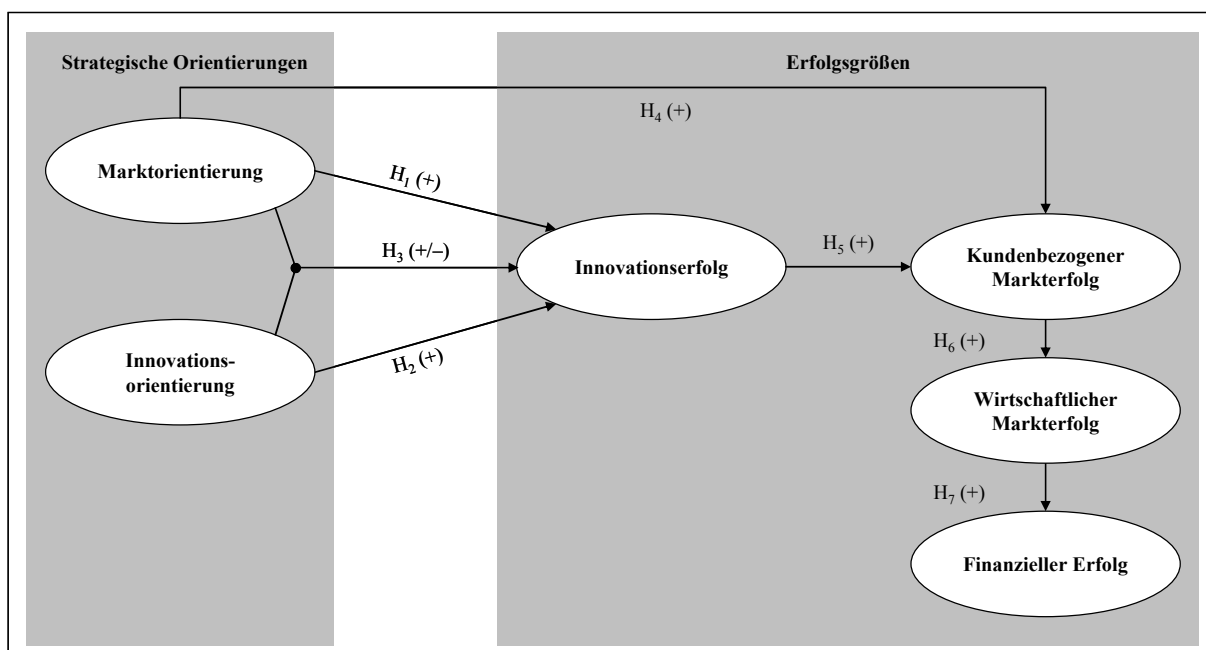 Strategische Orientierungen
Erfolgsgrößen
H4 (+)
Marktorientierung
H1 (+)
H3 (+/–)
Innovationserfolg
H5 (+)
Kundenbezogener
Markterfolg
Innovations-
orientierung
H2 (+)
H6 (+)
Wirtschaftlicher
Markterfolg
H7 (+)
Finanzieller Erfolg